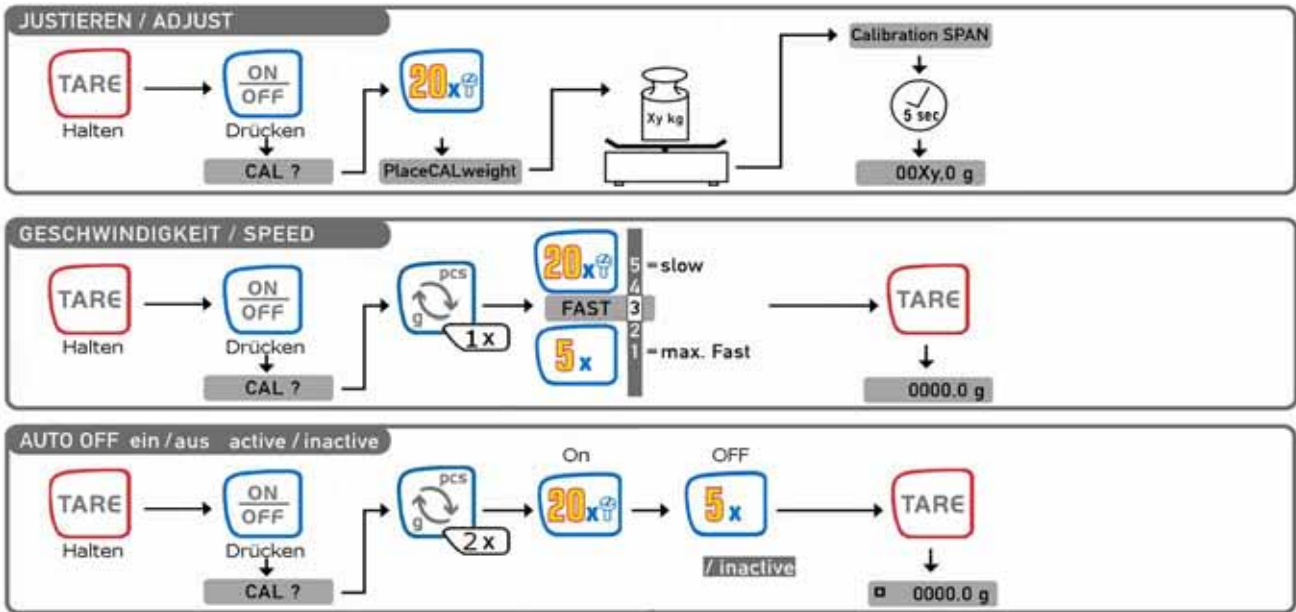 JUSTIEREN / ADJUST
TARE
Halten
ON
OFF
Drücken
CAL ?
20x
PlaceCALweight
Xy kg
Calibration SPAN
5 sec
00Xy,0 g
GESCHWINDIGKEIT / SPEED
TARE
Halten
ON
OFF
Drücken
CAL ?
pcs
g
1x
20x
FAST
5x
5 = slow
4
3
2
1 = max. Fast
TARE
0000.0 g
AUTO OFF ein / aus active / inactive
TARE
Halten
ON
OFF
Drücken
CAL ?
pcs
g
2x
On
20x
OFF
5x
/ inactive
TARE
0000.0 g